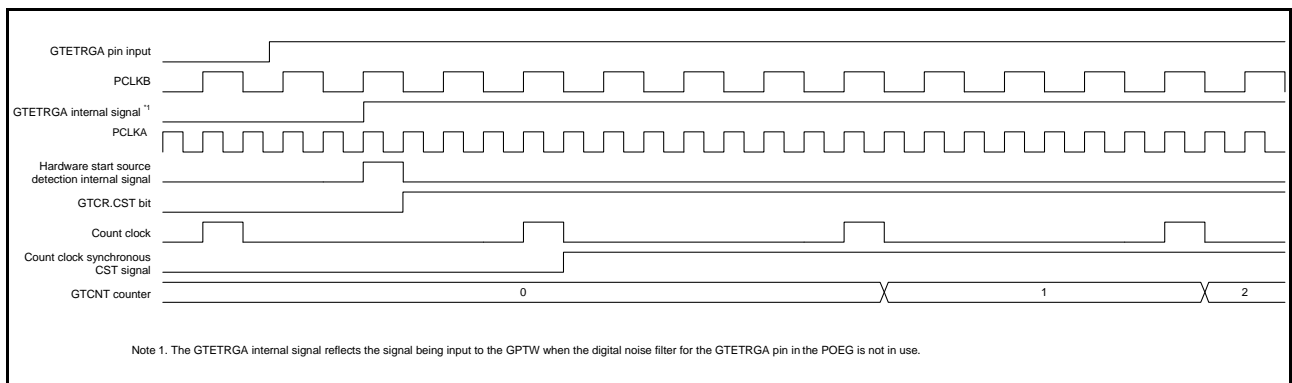 GTETRGA pin input
PCLKB
GTETRGA internal signal *1
PCLKA
Hardware start source
detection internal signal
GTCR.CST bit
Count clock
Count clock synchronous
CST signal
GTCNT counter
0
1
2
Note 1. The GTETRGA internal signal reflects the signal being input to the GPTW when the digital noise filter for the GTETRGA pin in the POEG is not in use.